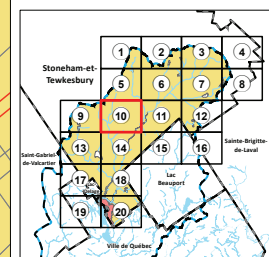 1 2 3 4
Stoneham-et-
Tewkesbury
5 6 7 8
9 10 11 12
Saint-Gabriel-
de-Valcartier
Sainte-Brigitte-
de-Laval
13 14 15 16
Lac
Beauport
17 18
19 20
Ville de Québec